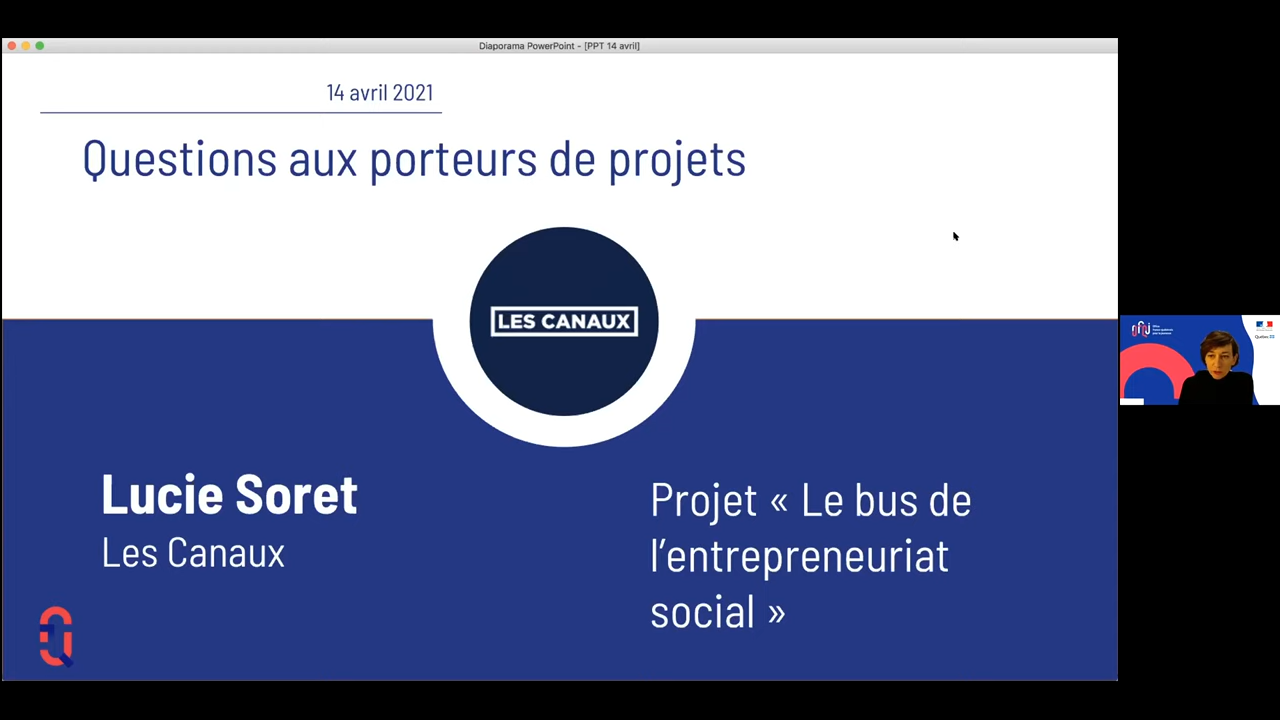 Diaporama PowerPoint - [PPT 14 avril]
14 avril 2021
Questions aux porteurs de projets
LES CANAUX
Lucie Soret
Les Canaux
Projet « Le bus de
l’entrepreneuriat
social »